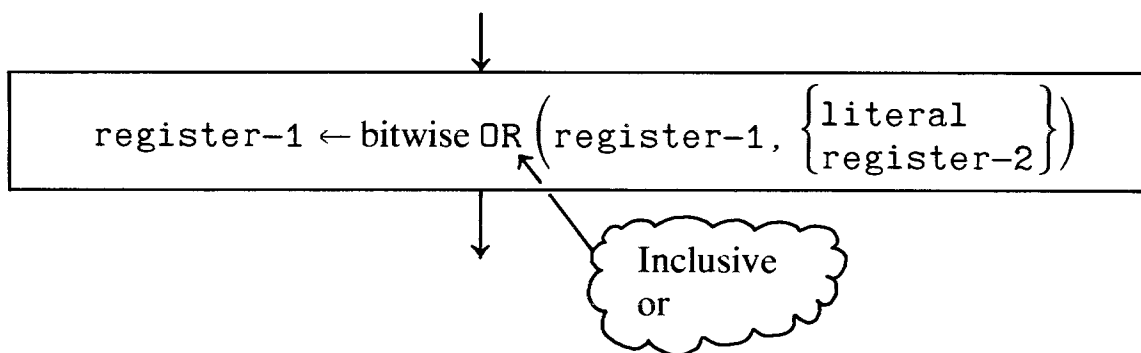 register-1 ← bitwise OR (register-1, {literal
register-2})
Inclusive
or